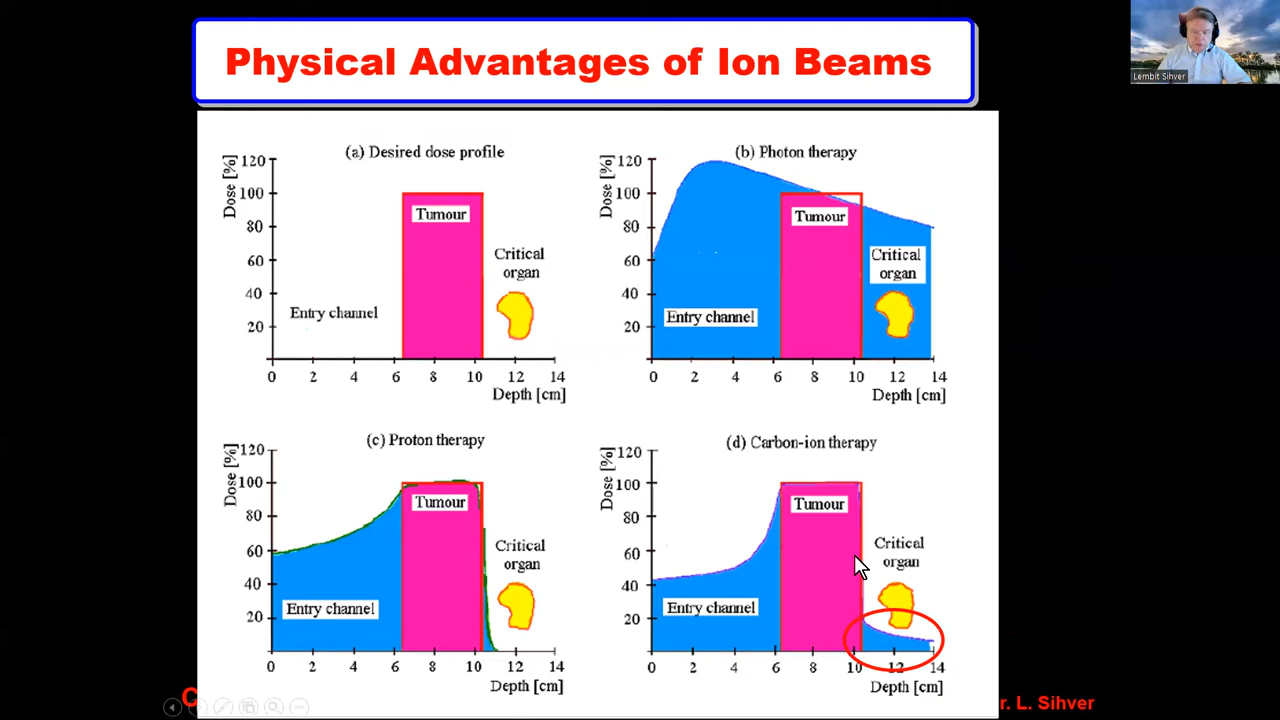 Physical Advantages of Ion Beams
Lembit Sihver
(a) Desired dose profile
Dose [%]
120
100
80
60
40
20
Tumour
Critical
organ
Entry channel
0 2 4 6 8 10 12 14
Depth [cm]
(b) Photon therapy
Dose [%]
120
100
80
60
40
20
Tumour
Critical
organ
Entry channel
0 2 4 6 8 10 12 14
Depth [cm]
(c) Proton therapy
Dose [%]
120
100
80
60
40
20
Tumour
Critical
organ
Entry channel
0 2 4 6 8 10 12 14
Depth [cm]
(d) Carbon-ion therapy
Dose [%]
120
100
80
60
40
20
Tumour
Critical
organ
Entry channel
0 2 4 6 8 10 12 14
Depth [cm]
C
r. L. Sihver